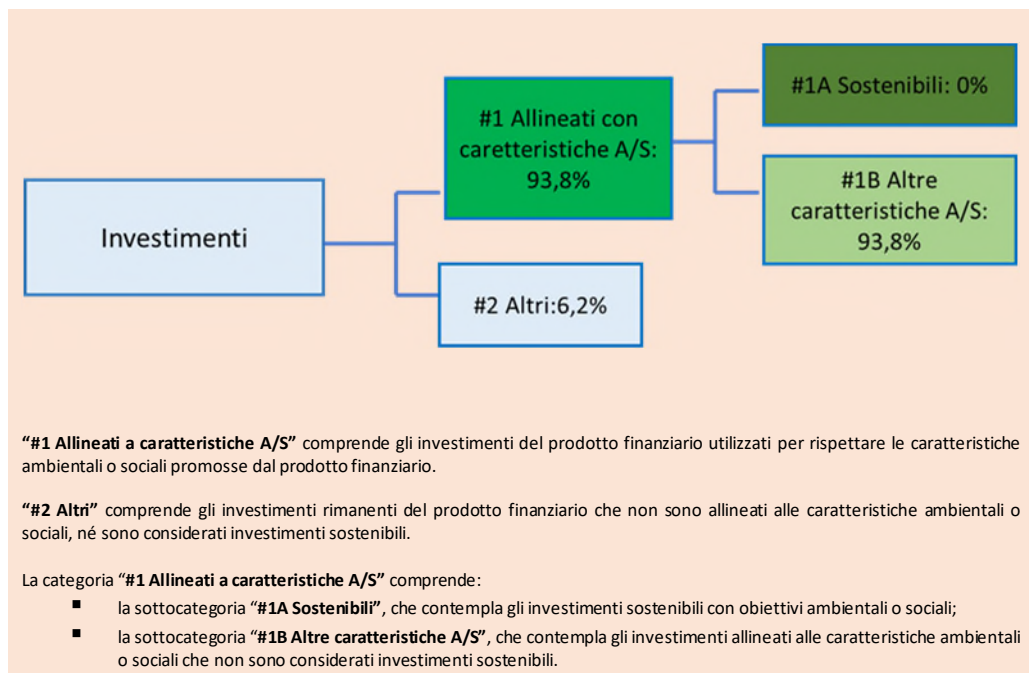 Investimenti
#1 Allineati con
caretteristiche A/S:
93,8%
#2 Altri:6,2%
#1A Sostenibili: 0%
#1B Altre
caratteristiche A/S:
93,8%
“#1 Allineati a caratteristiche A/S” comprende gli investimenti del prodotto finanziario utilizzati per rispettare le caratteristiche
ambientali o sociali promosse dal prodotto finanziario.
“#2 Altri” comprende gli investimenti rimanenti del prodotto finanziario che non sono allineati alle caratteristiche ambientali o
sociali, né sono considerati investimenti sostenibili.
La categoria “#1 Allineati a caratteristiche A/S” comprende:
▪ la sottocategoria “#1A Sostenibili”, che contempla gli investimenti sostenibili con obiettivi ambientali o sociali;
▪ la sottocategoria “#1B Altre caratteristiche A/S”, che contempla gli investimenti allineati alle caratteristiche ambientali
o sociali che non sono considerati investimenti sostenibili.